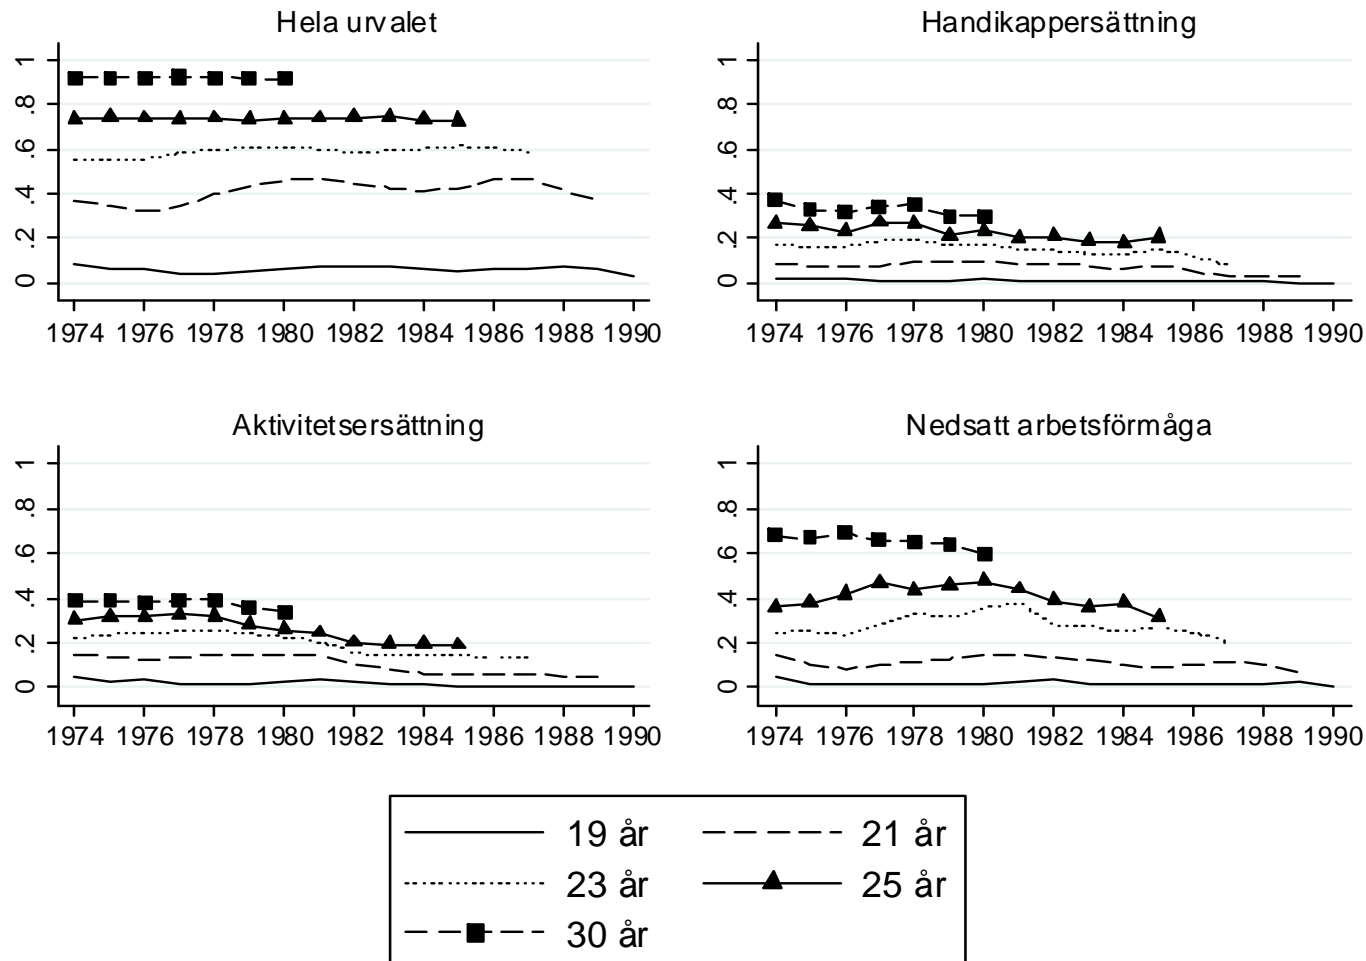 Hela urvalet
1
.8
.6
.4
.2
0
1974 1976 1978 1980 1982 1984 1986 1988 1990
Handikappersättning
1
.8
.6
.4
.2
0
1974 1976 1978 1980 1982 1984 1986 1988 1990
Aktivitetsersättning
1
.8
.6
.4
.2
0
1974 1976 1978 1980 1982 1984 1986 1988 1990
Nedsatt arbetsförmåga
1
.8
.6
.4
.2
0
1974 1976 1978 1980 1982 1984 1986 1988 1990
19 år 21 år
23 år 25 år
30 år